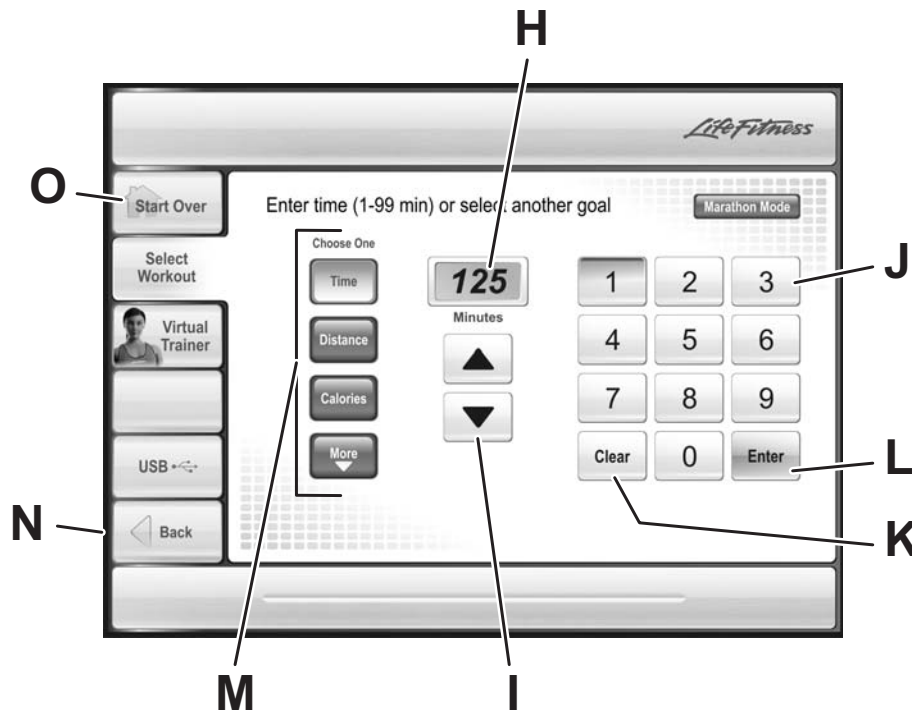 H
LifeFitness
O
Start Over
Enter time (1-99 min) or select another goal
Marathon Mode
Select
Workout
Choose One
Time
125
Minutes
1 2 3
J
Virtual
Trainer
Distance
4 5 6
Calories
7 8 9
USB
More
Clear 0 Enter
L
N
Back
K
M
I